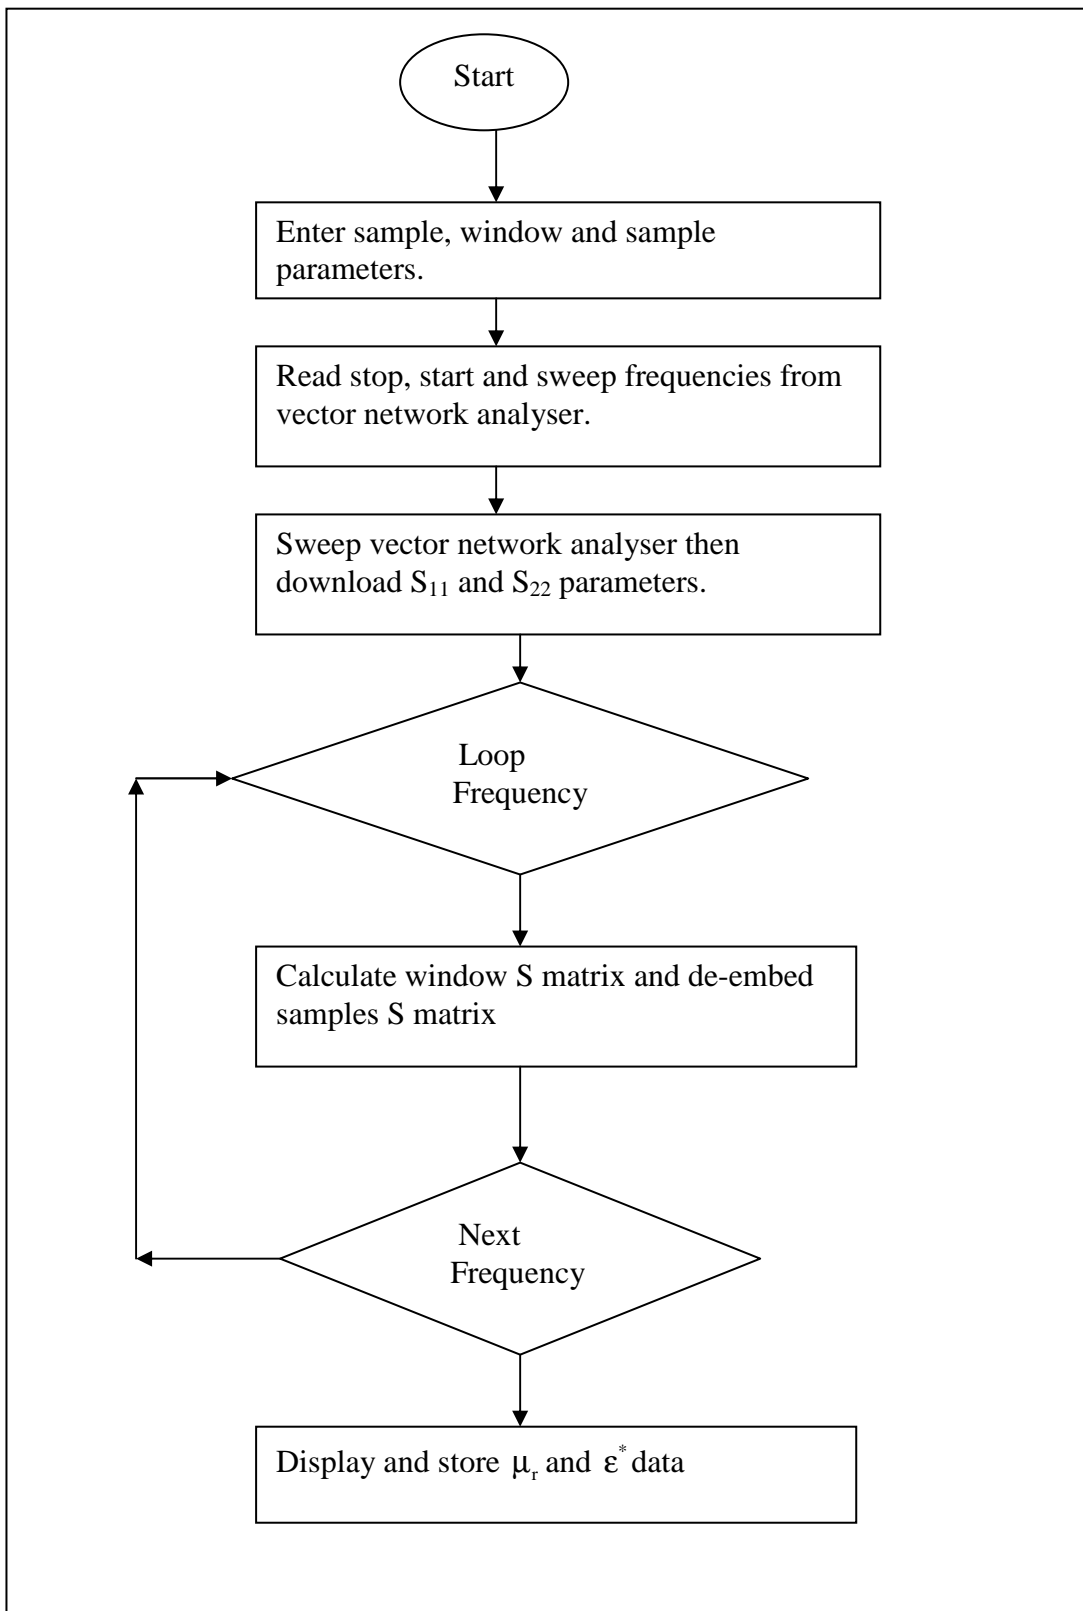 Start
Enter sample, window and sample
parameters.
Read stop, start and sweep frequencies from
vector network analyser.
Sweep vector network analyser then
download S₁₁ and S₂₂ parameters.
Loop
Frequency
Calculate window S matrix and de-embed
samples S matrix
Next
Frequency
Display and store μᵣ and ε* data